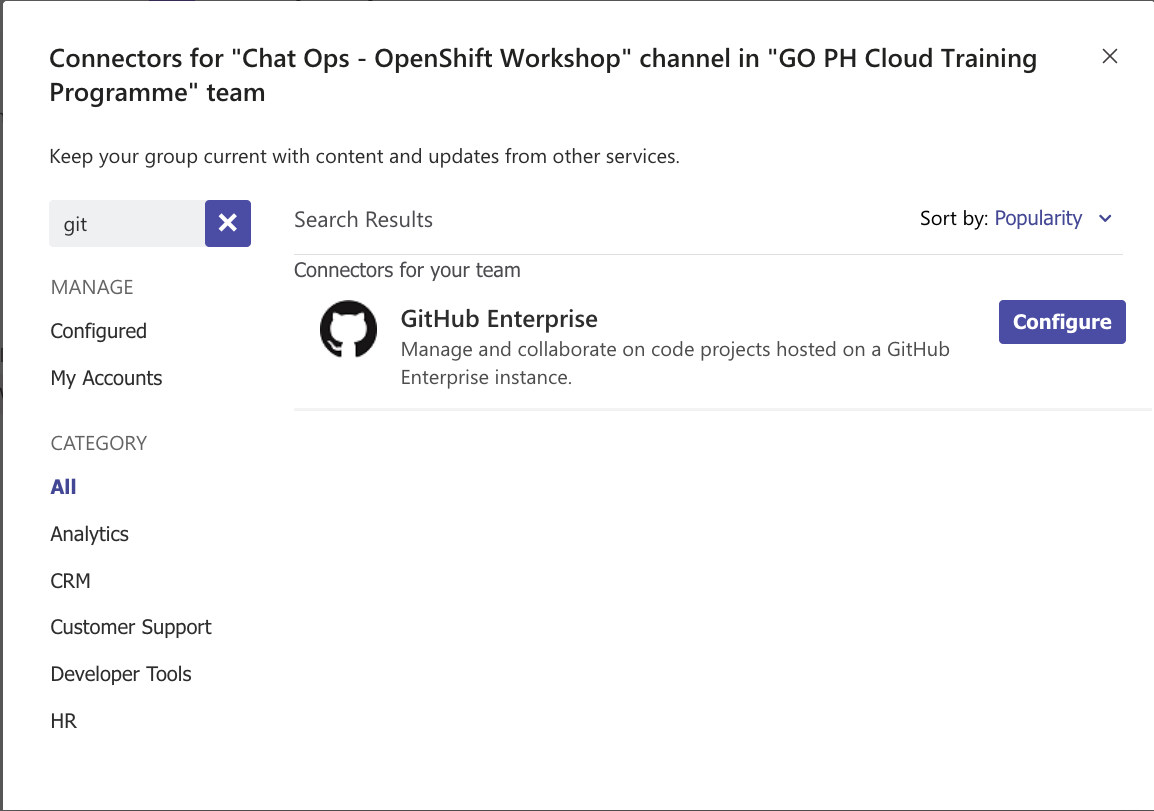 Connectors for "Chat Ops - OpenShift Workshop" channel in "GO PH Cloud Training
Programme" team
Keep your group current with content and updates from other services.
git
Search Results
Sort by: Popularity
MANAGE
Configured
My Accounts
CATEGORY
All
Analytics
CRM
Customer Support
Developer Tools
HR
Connectors for your team
GitHub Enterprise
Manage and collaborate on code projects hosted on a GitHub
Enterprise instance.
Configure